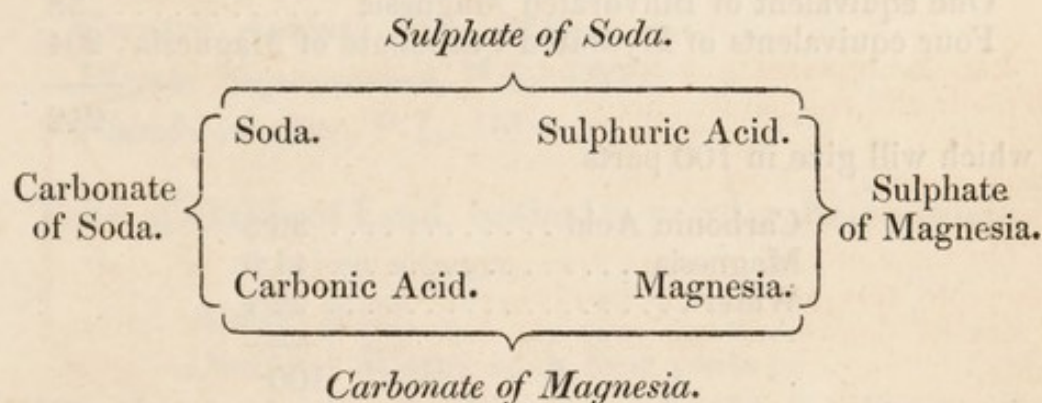 Sulphate of Soda.
Soda. Sulphuric Acid.
Carbonate
of Soda.
Sulphate
of Magnesia.
Carbonic Acid. Magnesia.
Carbonate of Magnesia.